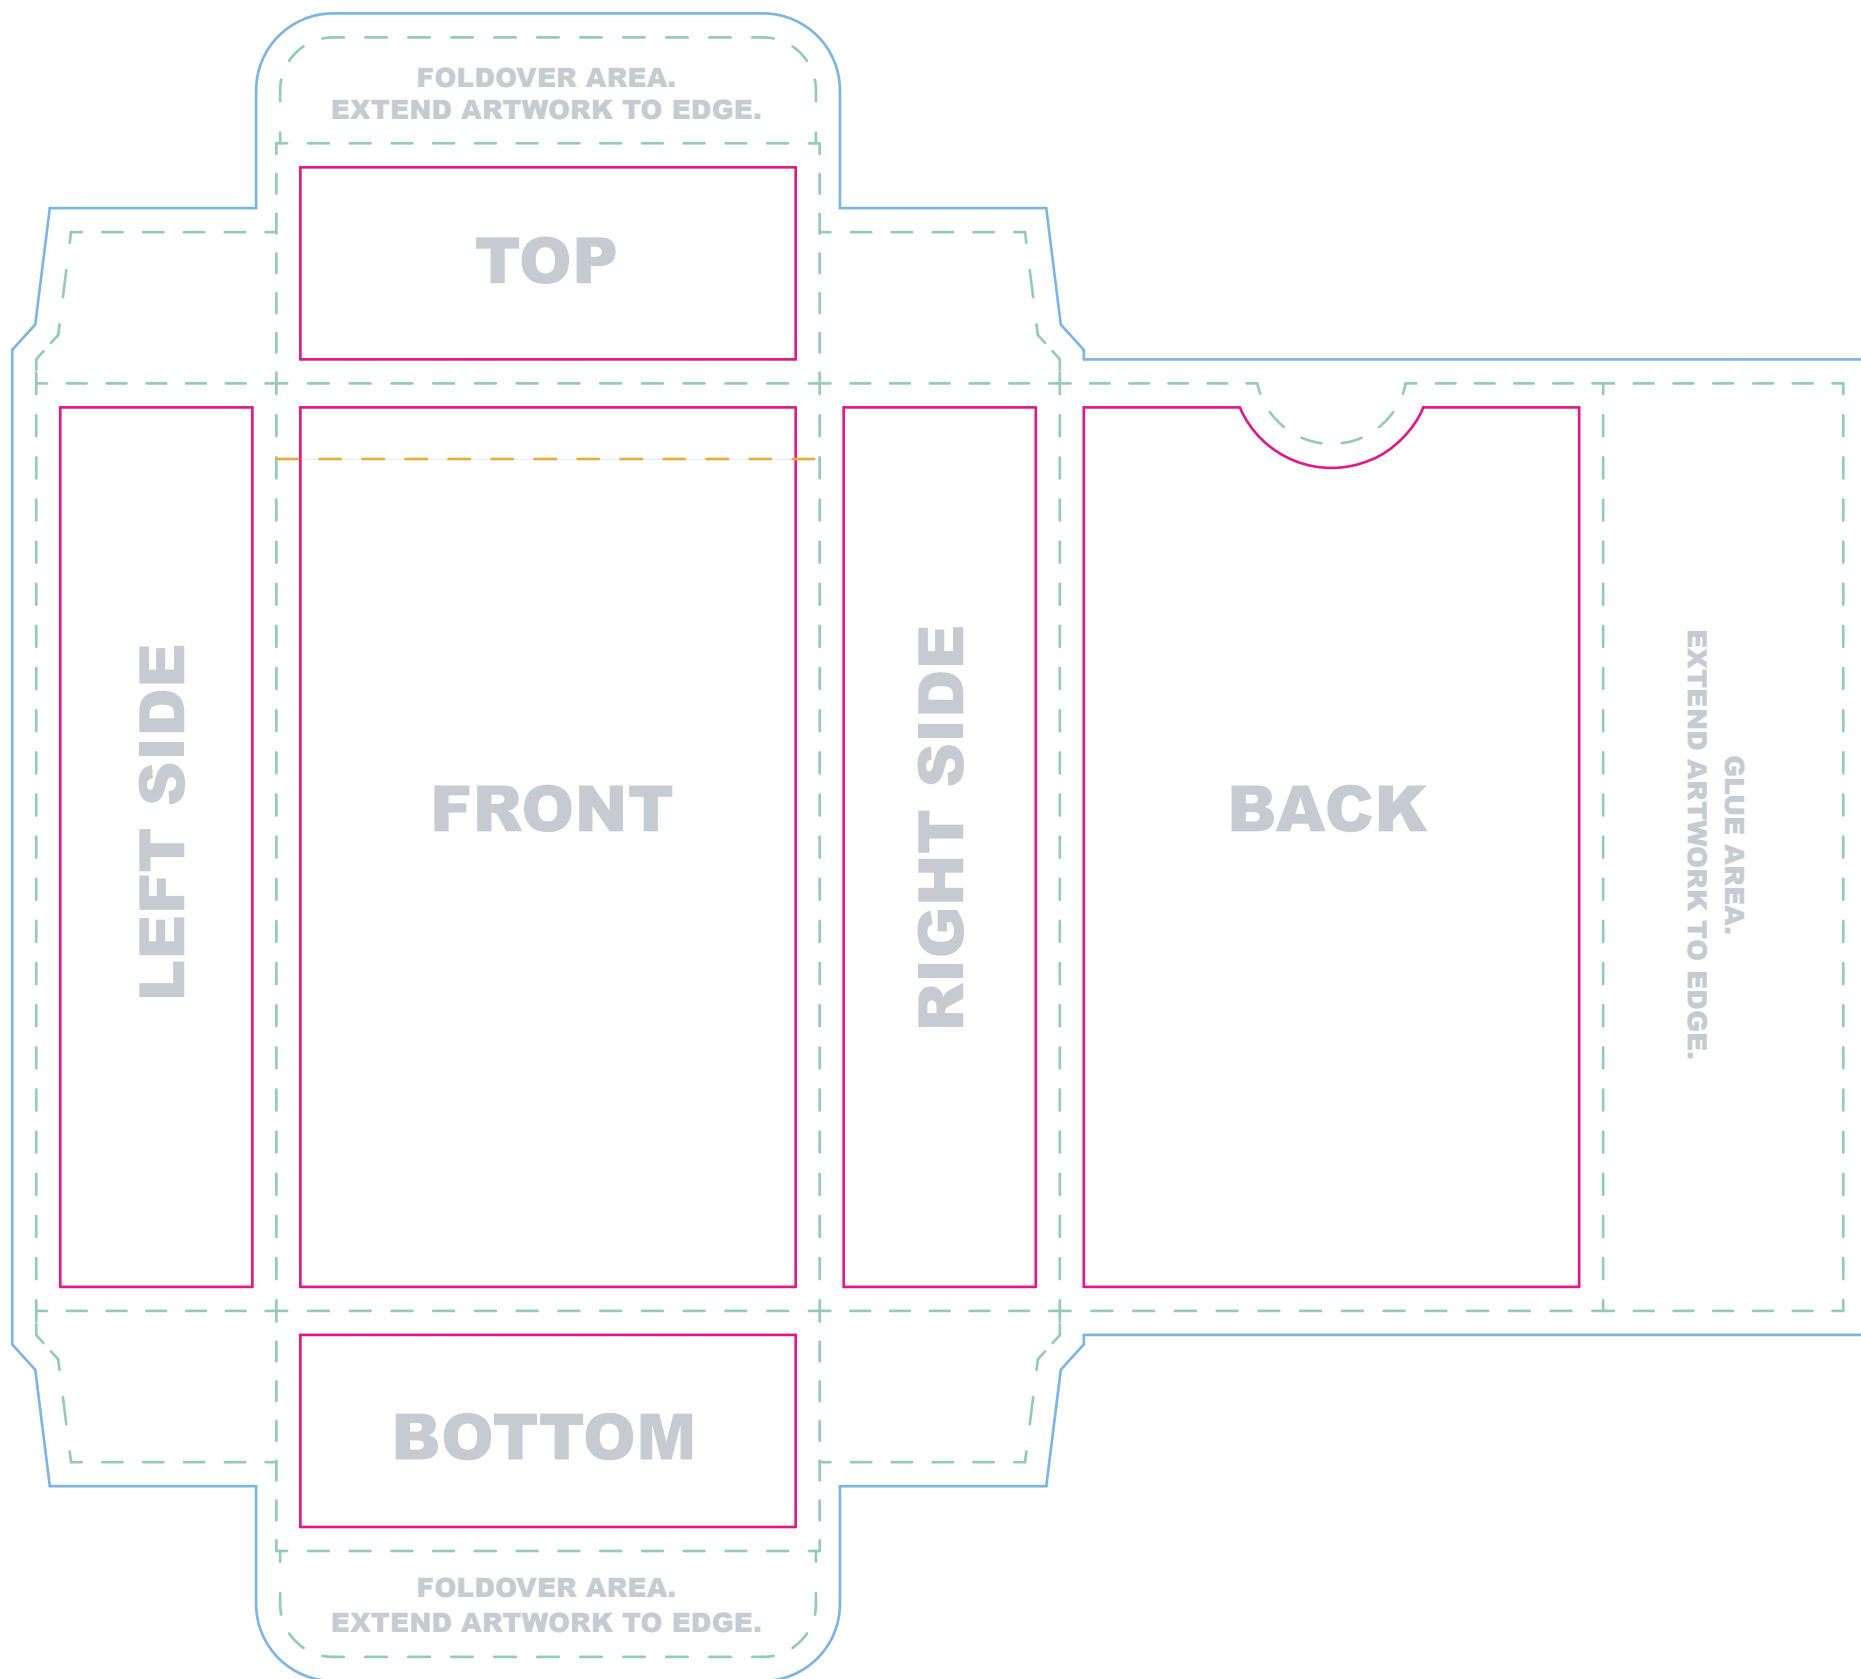 FOLDOVER AREA.
EXTEND ARTWORK TO EDGE.
TOP
LEFT SIDE
FRONT
RIGHT SIDE
BACK
GLUE AREA.
EXTEND ARTWORK TO EDGE.
BOTTOM
FOLDOVER AREA.
EXTEND ARTWORK TO EDGE.